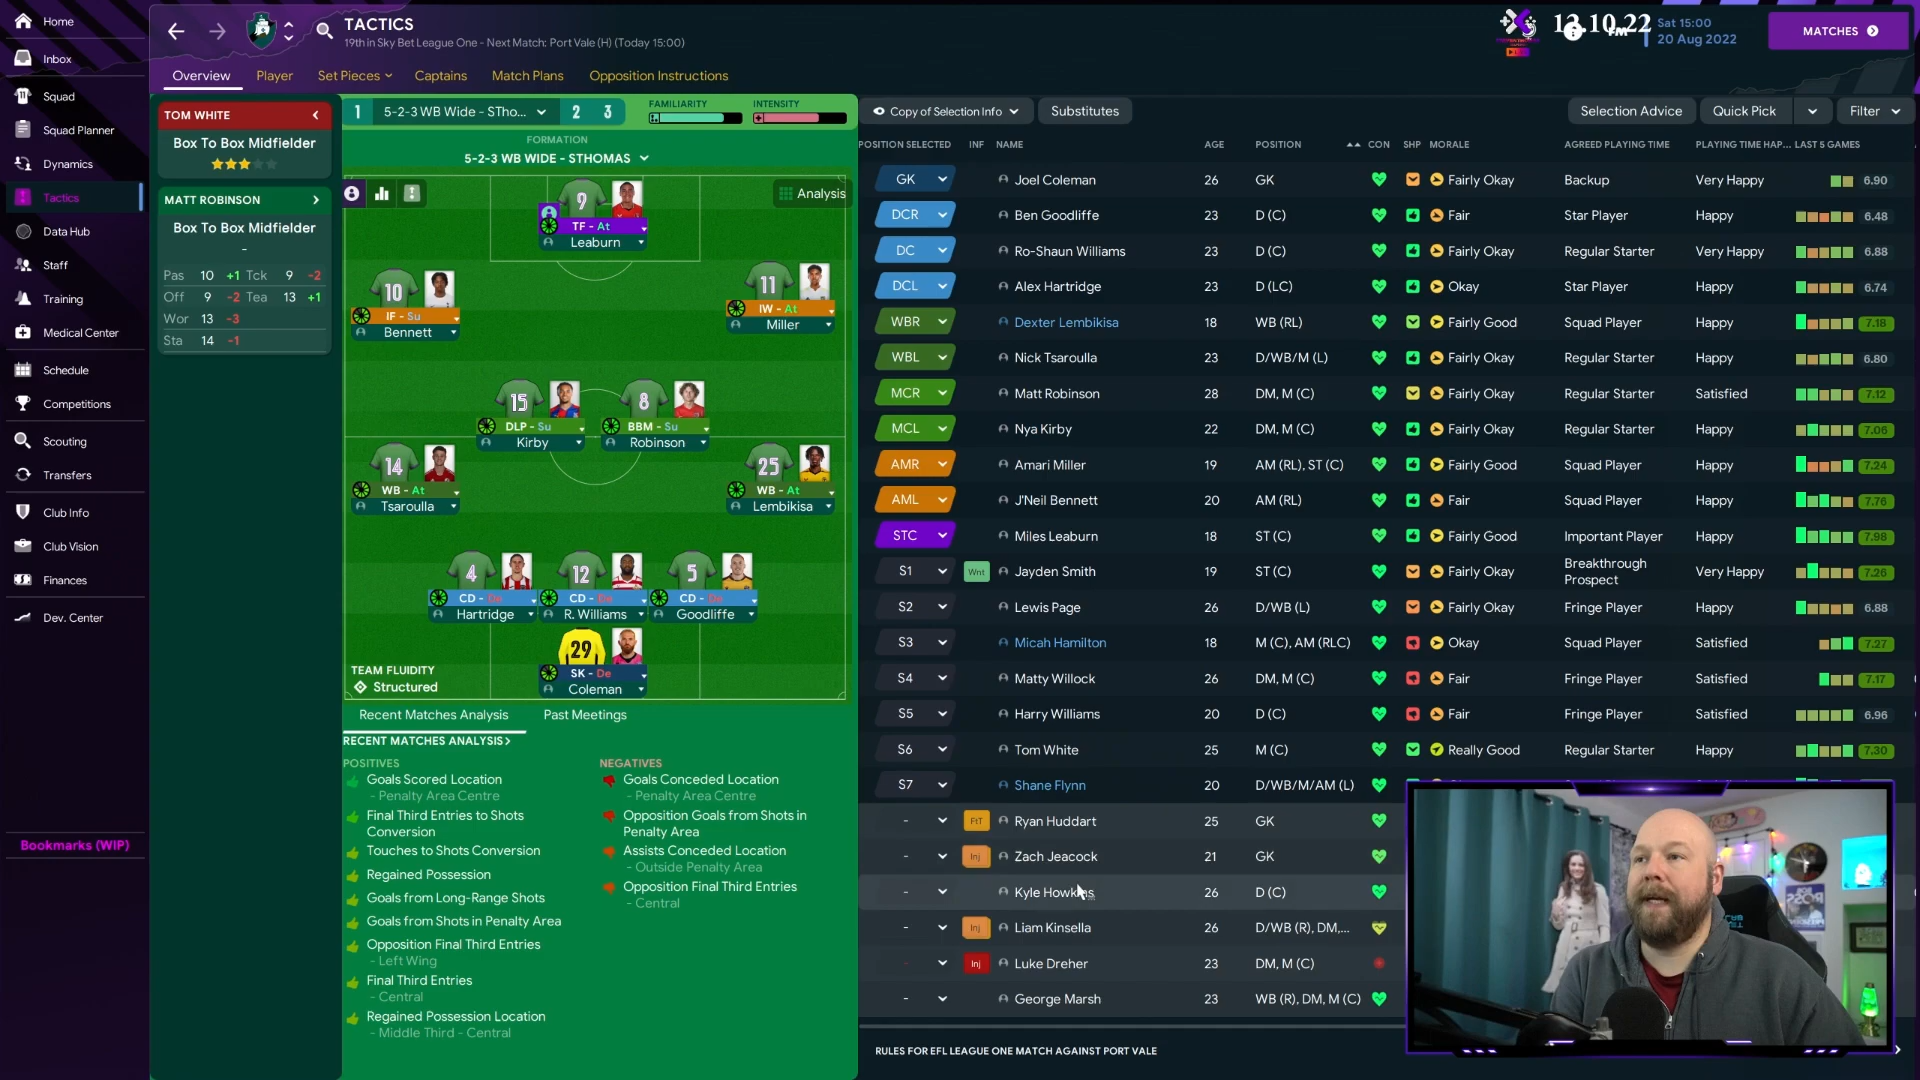 Home
Inbox
Squad
Squad Planner
Dynamics
Tactics
Data Hub
Staff
Training
Medical Center
Schedule
Competitions
Scouting
Transfers
Club Info
Club Vision
Finances
Dev. Center
Bookmarks (WIP)
TACTICS
19th in Sky Bet League One - Next Match: Port Vale (H) (Today 15:00)
13.10.22
FM
Sat 15:00
20 Aug 2022
MATCHES
Overview Player Set Pieces Captains Match Plans Opposition Instructions
TOM WHITE
Box To Box Midfielder
MATT ROBINSON
Box To Box Midfielder
-
Pas 10 +1 Tck 9 -2
Off 9 -2 Tea 13 +1
Wor 13 -3
Sta 14 -1
1 5-2-3 WB Wide - STho... 2 3
FAMILIARITY
INTENSITY
FORMATION
5-2-3 WB WIDE - STHOMAS
Analysis
9
TF - At
Leaburn
10
IF - Su
Bennett
11
IW - At
Miller
15
DLP - Su
Kirby
8
BBM - Su
Robinson
14
WB - At
Tsaroulla
25
WB - At
Lembikisa
4
CD - De
Hartridge
12
CD - De
R. Williams
5
CD - De
Goodliffe
29
SK - De
Coleman
TEAM FLUIDITY
Structured
Recent Matches Analysis Past Meetings
RECENT MATCHES ANALYSIS>
POSITIVES
Goals Scored Location
- Penalty Area Centre
Final Third Entries to Shots
Conversion
Touches to Shots Conversion
Regained Possession
Goals from Long-Range Shots
Goals from Shots in Penalty Area
Opposition Final Third Entries
- Left Wing
Final Third Entries
- Central
Regained Possession Location
- Middle Third - Central
NEGATIVES
Goals Conceded Location
- Penalty Area Centre
Opposition Goals from Shots in
Penalty Area
Assists Conceded Location
- Outside Penalty Area
Opposition Final Third Entries
- Central
Copy of Selection Info Substitutes Selection Advice Quick Pick Filter
POSITION SELECTED INF NAME AGE POSITION CON SHP MORALE AGREED PLAYING TIME PLAYING TIME HAP... LAST 5 GAMES
GK Joel Coleman 26 GK Fairly Okay Backup Very Happy 6.90
DCR Ben Goodliffe 23 D (C) Fair Star Player Happy 6.48
DC Ro-Shaun Williams 23 D (C) Fairly Okay Regular Starter Very Happy 6.88
DCL Alex Hartridge 23 D (LC) Okay Star Player Happy 6.74
WBR Dexter Lembikisa 18 WB (RL) Fairly Good Squad Player Happy 7.18
WBL Nick Tsaroulla 23 D/WB/M (L) Fairly Okay Regular Starter Happy 6.80
MCR Matt Robinson 28 DM, M (C) Fairly Okay Regular Starter Satisfied 7.12
MCL Nya Kirby 22 DM, M (C) Fairly Okay Regular Starter Happy 7.06
AMR Amari Miller 19 AM (RL), ST (C) Fairly Good Squad Player Happy 7.24
AML J'Neil Bennett 20 AM (RL) Fair Squad Player Happy 7.76
STC Miles Leaburn 18 ST (C) Fairly Good Important Player Happy 7.98
S1 Wnt Jayden Smith 19 ST (C) Fairly Okay Breakthrough Prospect Very Happy 7.26
S2 Lewis Page 26 D/WB (L) Fairly Okay Fringe Player Happy 6.88
S3 Micah Hamilton 18 M (C), AM (RLC) Okay Squad Player Satisfied 7.27
S4 Matty Willock 26 DM, M (C) Fair Fringe Player Satisfied 7.17
S5 Harry Williams 20 D (C) Fair Fringe Player Satisfied 6.96
S6 Tom White 25 M (C) Really Good Regular Starter Happy 7.30
S7 Shane Flynn 20 D/WB/M/AM (L)
- FtT Ryan Huddart 25 GK
- Inj Zach Jeacock 21 GK
- Kyle Howkins 26 D (C)
- Inj Liam Kinsella 26 D/WB (R), DM,...
- Inj Luke Dreher 23 DM, M (C)
- George Marsh 23 WB (R), DM, M (C)
RULES FOR EFL LEAGUE ONE MATCH AGAINST PORT VALE